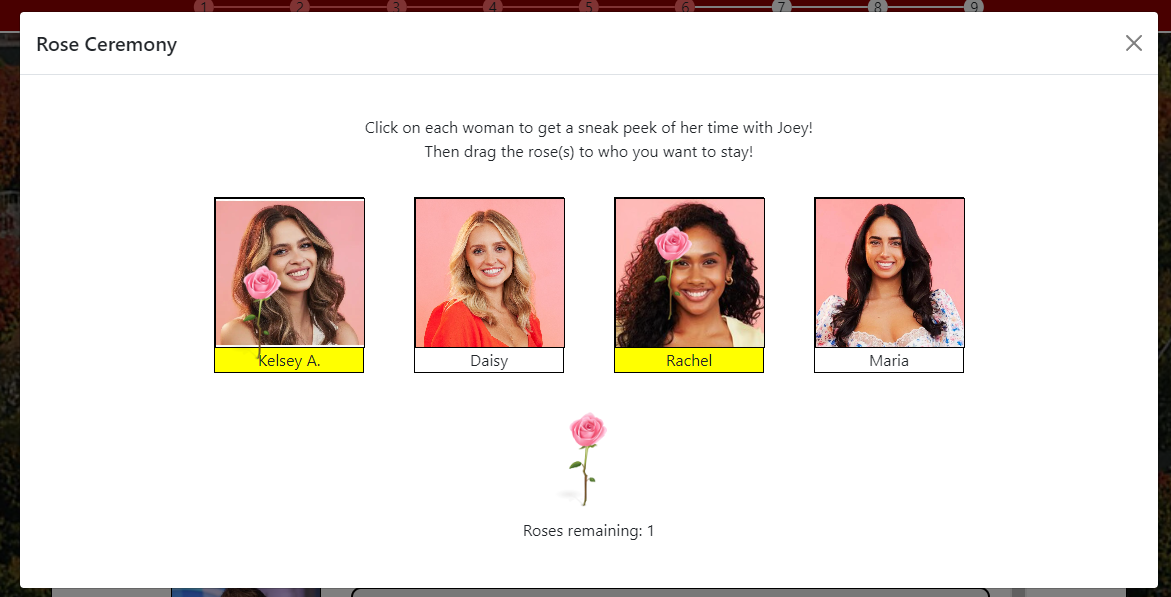 1 2 3 4 5 6 7 8 9
Rose Ceremony
Click on each woman to get a sneak peek of her time with Joey!
Then drag the rose(s) to who you want to stay!
Kelsey A. Daisy Rachel Maria
Roses remaining: 1